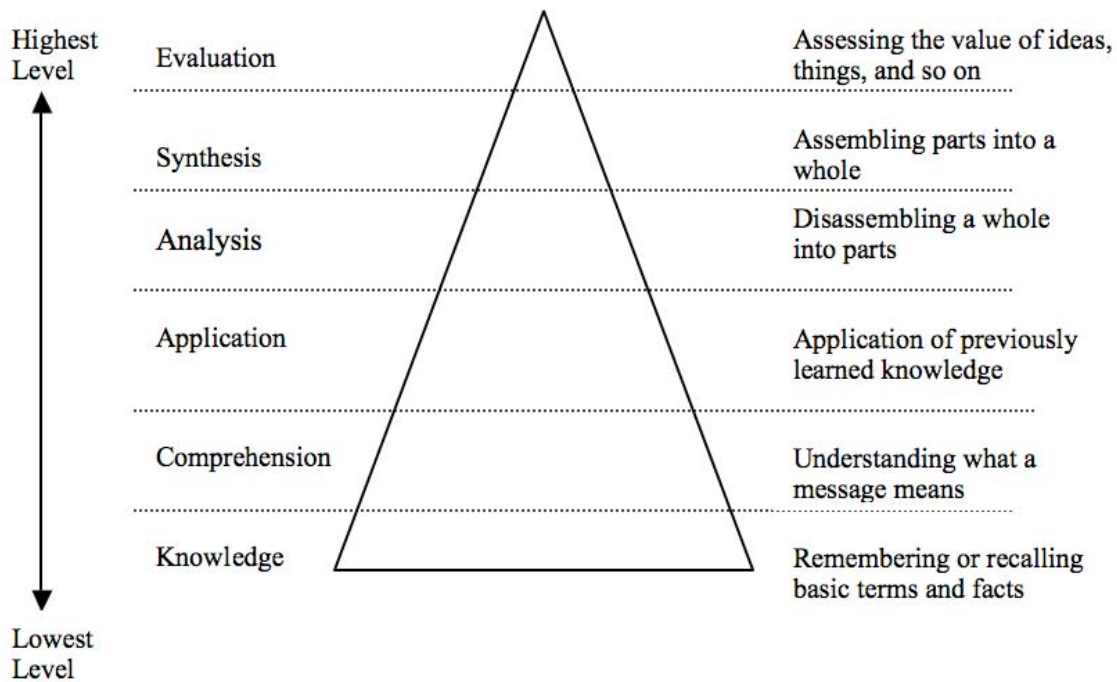 Highest
Level
Evaluation
Assessing the value of ideas,
things, and so on
Synthesis
Assembling parts into a
whole
Analysis
Disassembling a whole
into parts
Application
Application of previously
learned knowledge
Comprehension
Understanding what a
message means
Knowledge
Remembering or recalling
basic terms and facts
Lowest
Level